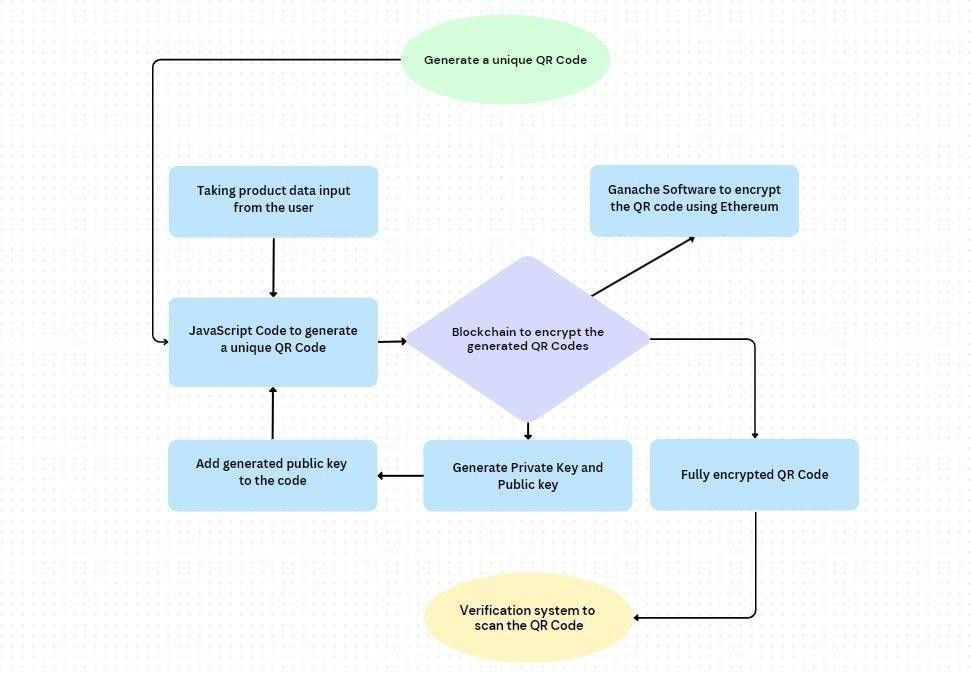 Generate a unique QR Code
Taking product data input
from the user
Ganache Software to encrypt
the QR code using Ethereum
JavaScript Code to generate
a unique QR Code
Blockchain to encrypt the
generated QR Codes
Add generated public key
to the code
Generate Private Key and
Public key
Fully encrypted QR Code
Verification system to
scan the QR Code